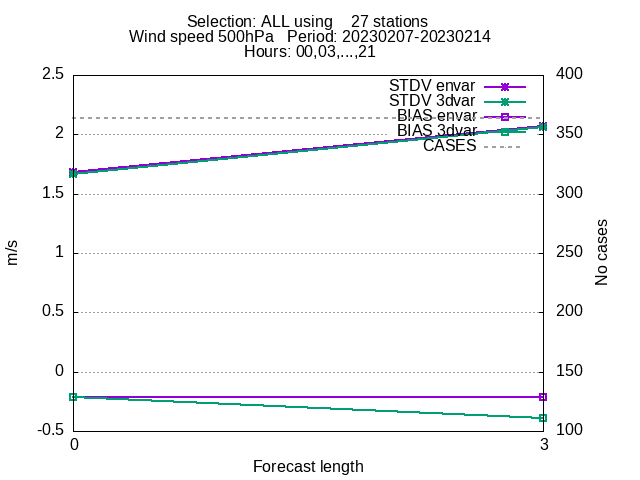 Selection: ALL using    27 stations
Wind speed 500hPa   Period: 20230207-20230214
Hours: 00,03,...,21
2.5
2
1.5
1
0.5
0
-0.5
400
350
300
250
200
150
100
STDV envar
STDV 3dvar
BIAS envar
BIAS 3dvar
CASES
m/s
No cases
0
3
Forecast length